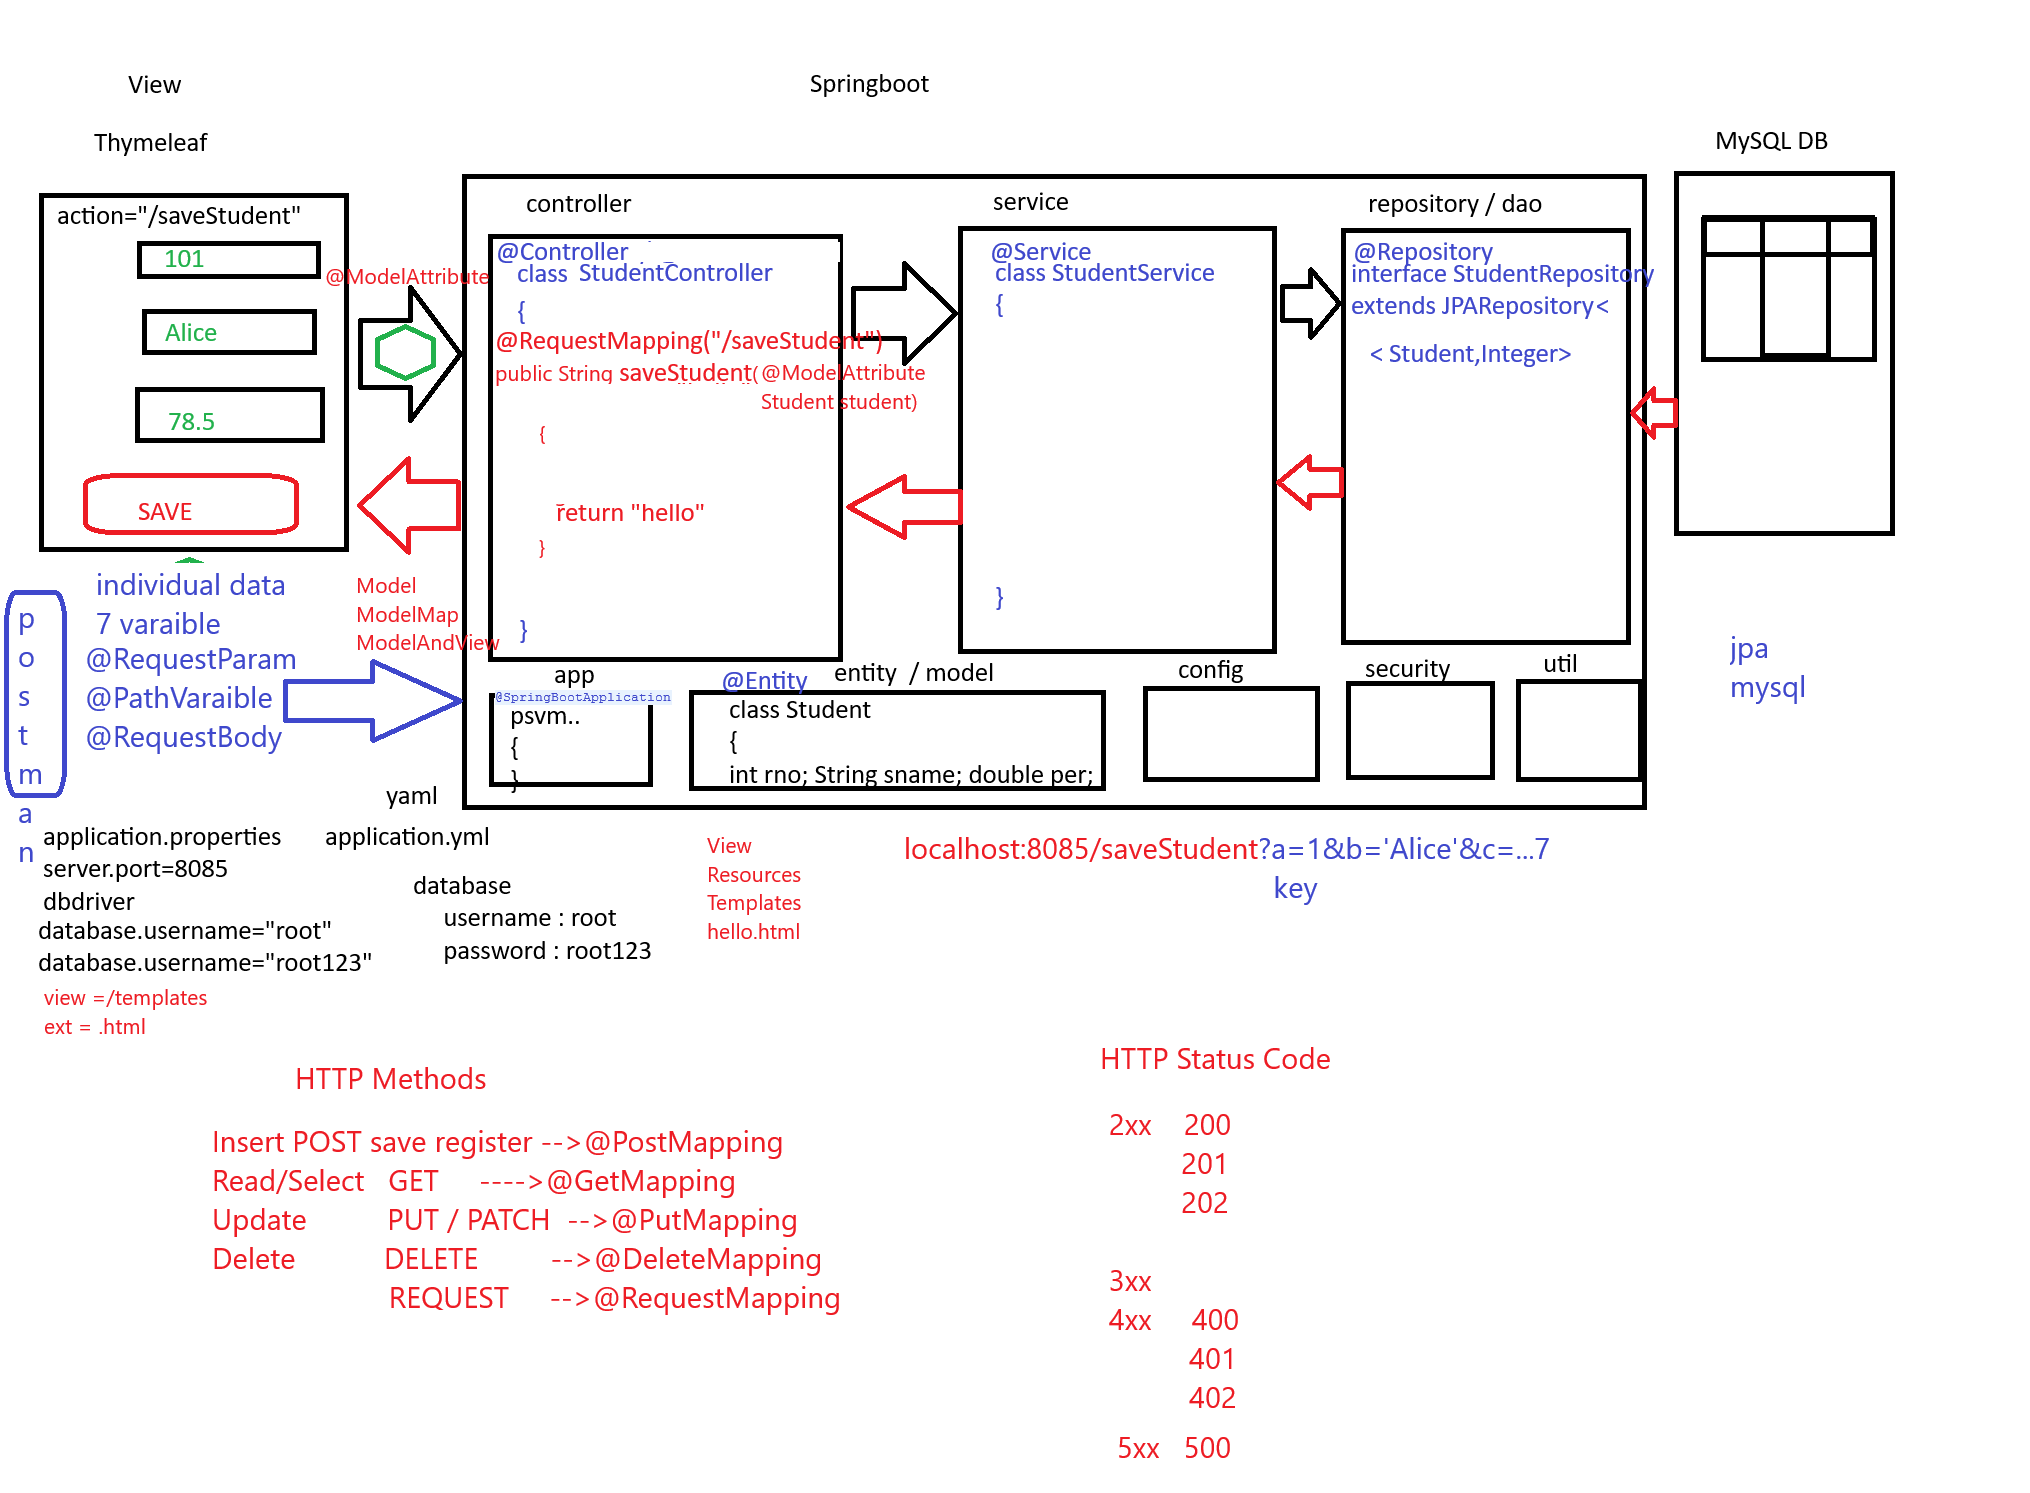 View
Springboot
Thymeleaf
MySQL DB
action="/saveStudent"
101
Alice
78.5
SAVE
@ModelAttribute
controller
@Controller
class StudentController
{
@RequestMapping("/saveStudent")
public String saveStudent(@ModelAttribute
Student student)
{
return "hello"
}
}
service
@Service
class StudentService
{
}
repository / dao
@Repository
interface StudentRepository
extends JPARepository<
< Student,Integer>
individual data
7 varaible
@RequestParam
@PathVaraible
@RequestBody
p
o
s
t
m
a
n
Model
ModelMap
ModelAndView
app
@SpringBootApplication
psvm..
{
}
@Entity
entity / model
class Student
{
int rno; String sname; double per;
config
security
util
jpa
mysql
yaml
application.properties
server.port=8085
dbdriver
database.username="root"
database.username="root123"
view =/templates
ext = .html
application.yml
database
username : root
password : root123
View
Resources
Templates
hello.html
localhost:8085/saveStudent?a=1&b='Alice'&c=...7
key
HTTP Methods
Insert POST save register -->@PostMapping
Read/Select GET ---->@GetMapping
Update PUT / PATCH -->@PutMapping
Delete DELETE -->@DeleteMapping
REQUEST -->@RequestMapping
HTTP Status Code
2xx 200
201
202
3xx
4xx 400
401
402
5xx 500